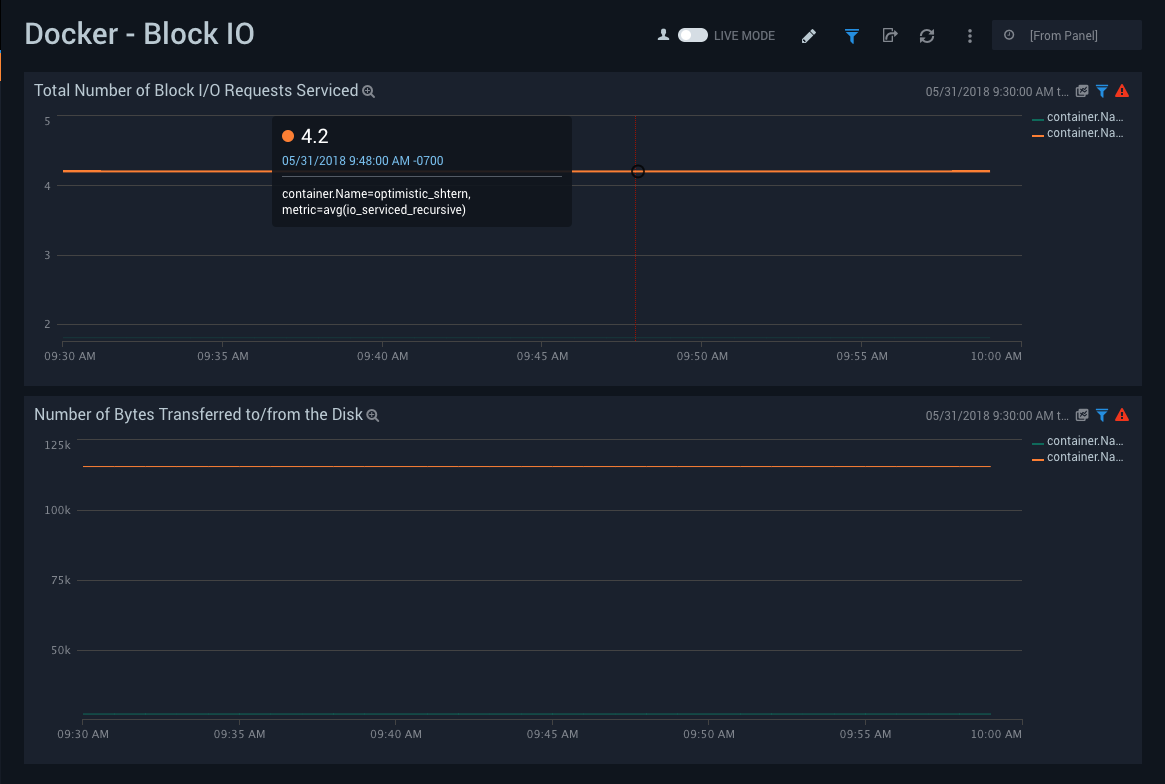 Docker - Block IO
LIVE MODE
[From Panel]
Total Number of Block I/O Requests Serviced
05/31/2018 9:30:00 AM t...
5
4
3
2
4.2
05/31/2018 9:48:00 AM -0700
container.Name=optimistic_shtern,
metric=avg(io_serviced_recursive)
container.Na...
container.Na...
09:30 AM 09:35 AM 09:40 AM 09:45 AM 09:50 AM 09:55 AM 10:00 AM
Number of Bytes Transferred to/from the Disk
05/31/2018 9:30:00 AM t...
125k
100k
75k
50k
container.Na...
container.Na...
09:30 AM 09:35 AM 09:40 AM 09:45 AM 09:50 AM 09:55 AM 10:00 AM